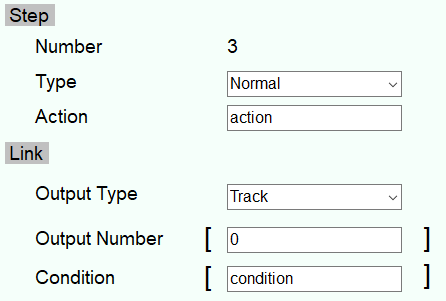 Step
Number 3
Type Normal
Action action
Link
Output Type Track
Output Number [ 0 ]
Condition [ condition ]